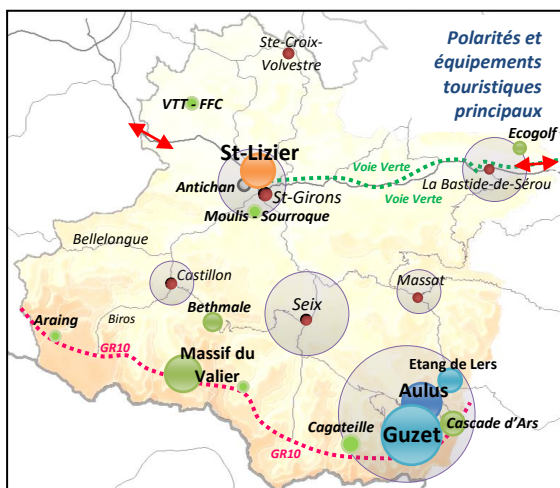 Ste-Croix-
Volvestre
Polarités et
équipements
touristiques
principaux
VTT - FFC
Ecogolf
St-Lizier
Voie Verte
Antichan
St-Girons
La Bastide-de-Sérou
Voie Verte
Moulis - Sourroque
Bellelongue
Castillon
Massat
Seix
Biros
Bethmale
Araing
GR10
Massif du
Valier
Etang de Lers
Aulus
Cascade d'Ars
Guzet
Cagateille
GR10